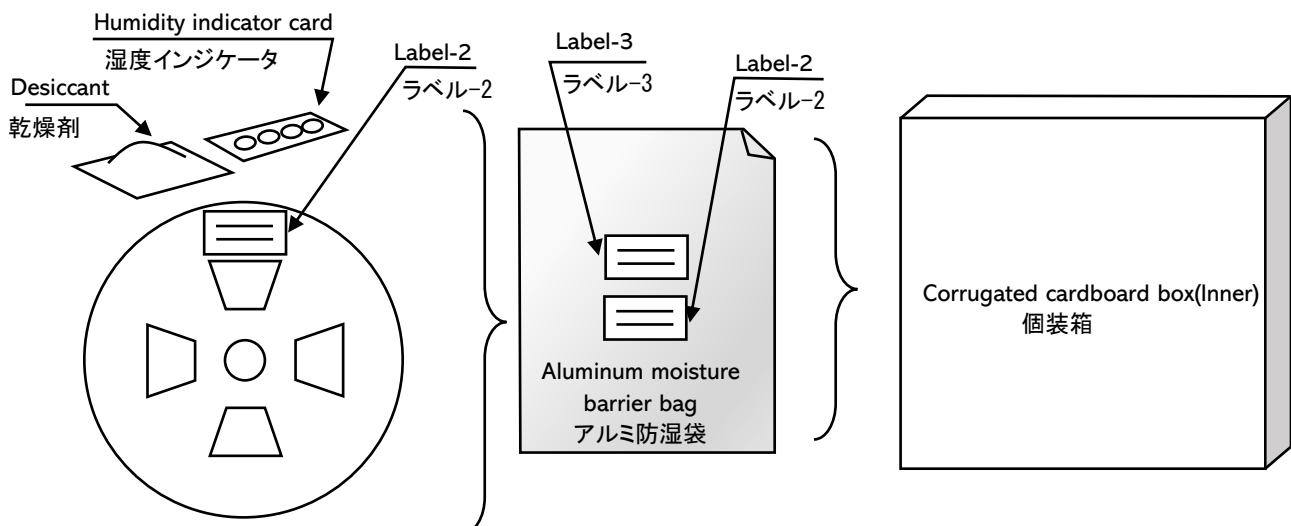 Humidity indicator card
湿度インジケータ
Desiccant
乾燥剤
Label-2
ラベル-2
Label-3
ラベル-3
Label-2
ラベル-2
Aluminum moisture
barrier bag
アルミ防湿袋
Corrugated cardboard box(Inner)
個装箱